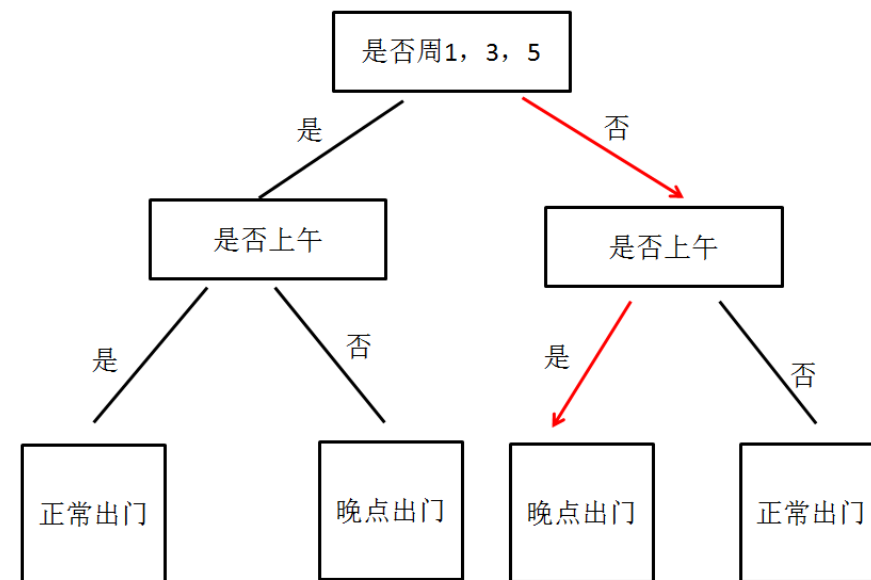 是否周1，3，5
是
否
是否上午
是否上午
是
否
是
否
正常出门
晚点出门
晚点出门
正常出门